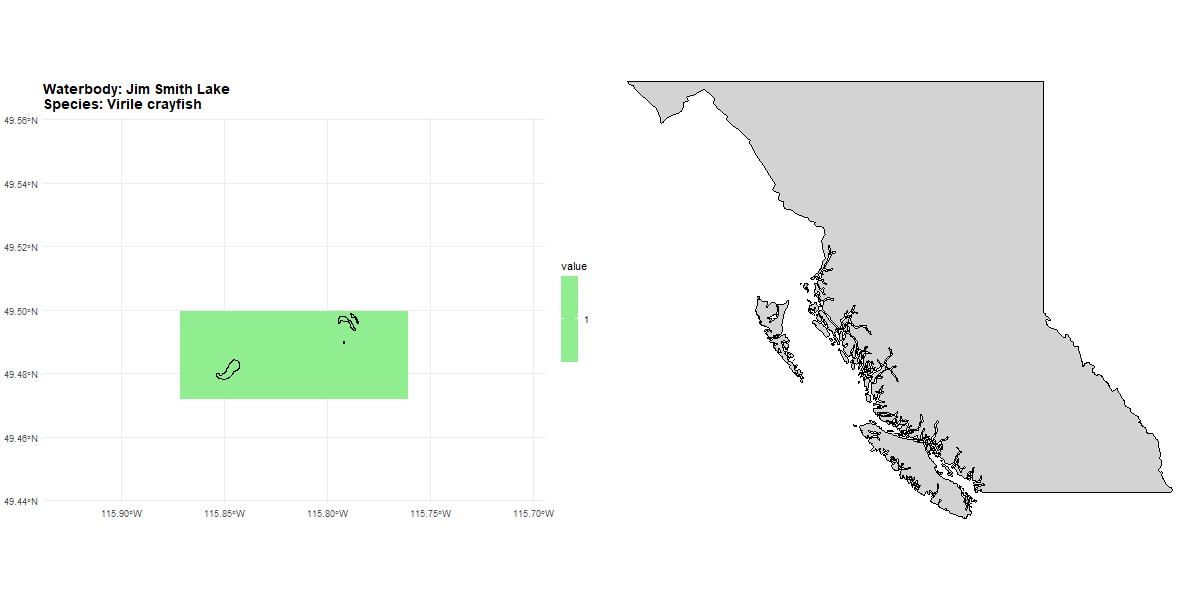 Waterbody: Jim Smith Lake
Species: Virile crayfish
49.56°N
49.54°N
49.52°N
49.50°N
49.48°N
49.46°N
49.44°N
115.90°W
115.85°W
115.80°W
115.75°W
115.70°W
value
1